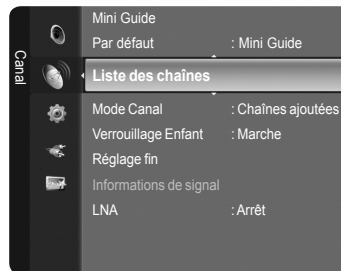 Canal
Mini Guide
Par défaut : Mini Guide
Liste des chaînes
Mode Canal : Chaînes ajoutées
Verrouillage Enfant : Marche
Réglage fin
Informations de signal
LNA : Arrêt